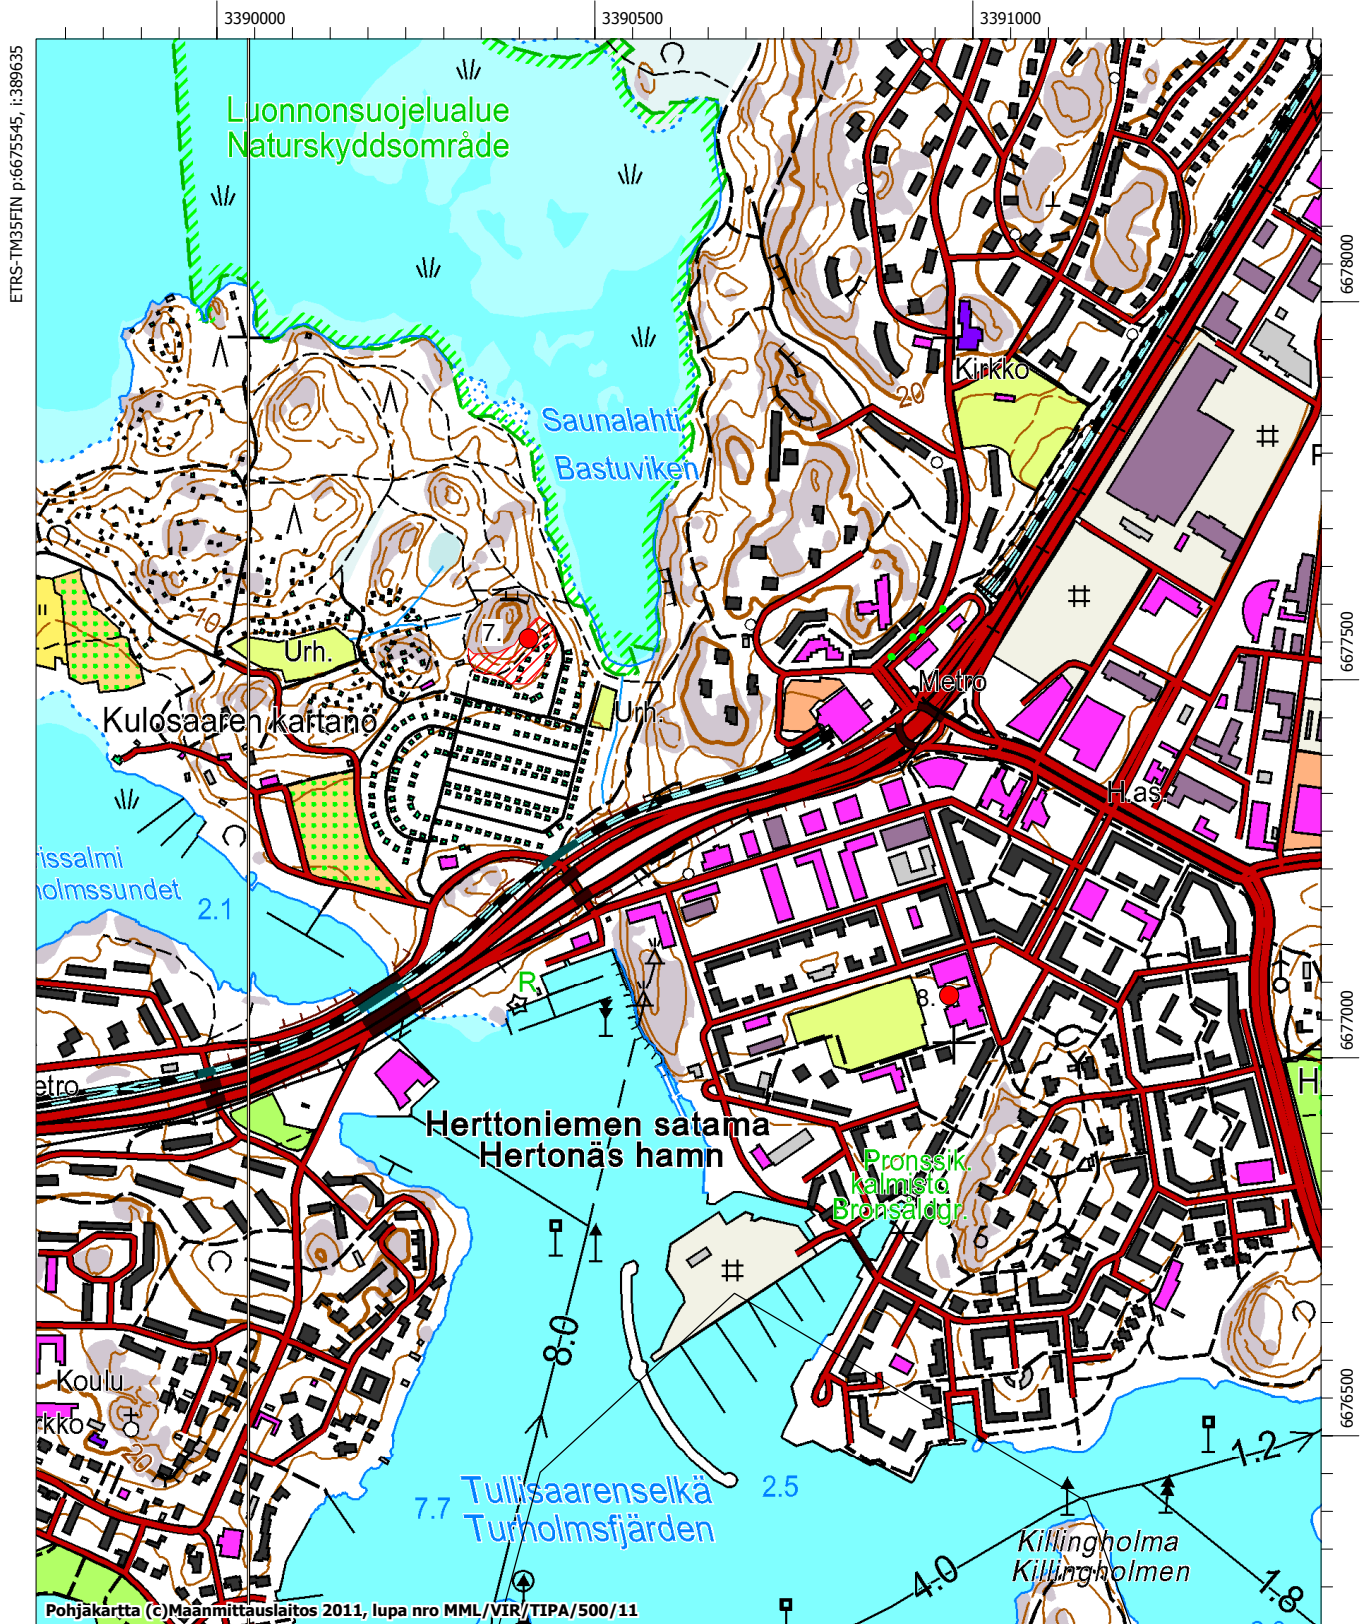 3390000
3390500
3391000
ETRS-TM35FIN p:6675545, i:389635
Luonnonsuojelualue
Naturskyddsområde
6678000
Kirkko
20
Saunalahti
Bastuviken
10
7.
Urh.
6677500
Metro
Urh.
Kulosaaren kartano
H.as.
rissalmi
holmssundet
2.1
R
8.
6677000
etro
H
Herttoniemen satama
Hertonäs hamn
Pronssik.
kalmisto
Bronsåldgr.
8.0
Koulu
rkko
20
6676500
1.2
Tullisaarenselkä
Turholmsfjärden
7.7
2.5
Killingholma
Killingholmen
4.0
1.8
Pohjakartta (c)Maanmittauslaitos 2011, lupa nro MML/VIR/TIPA/500/11